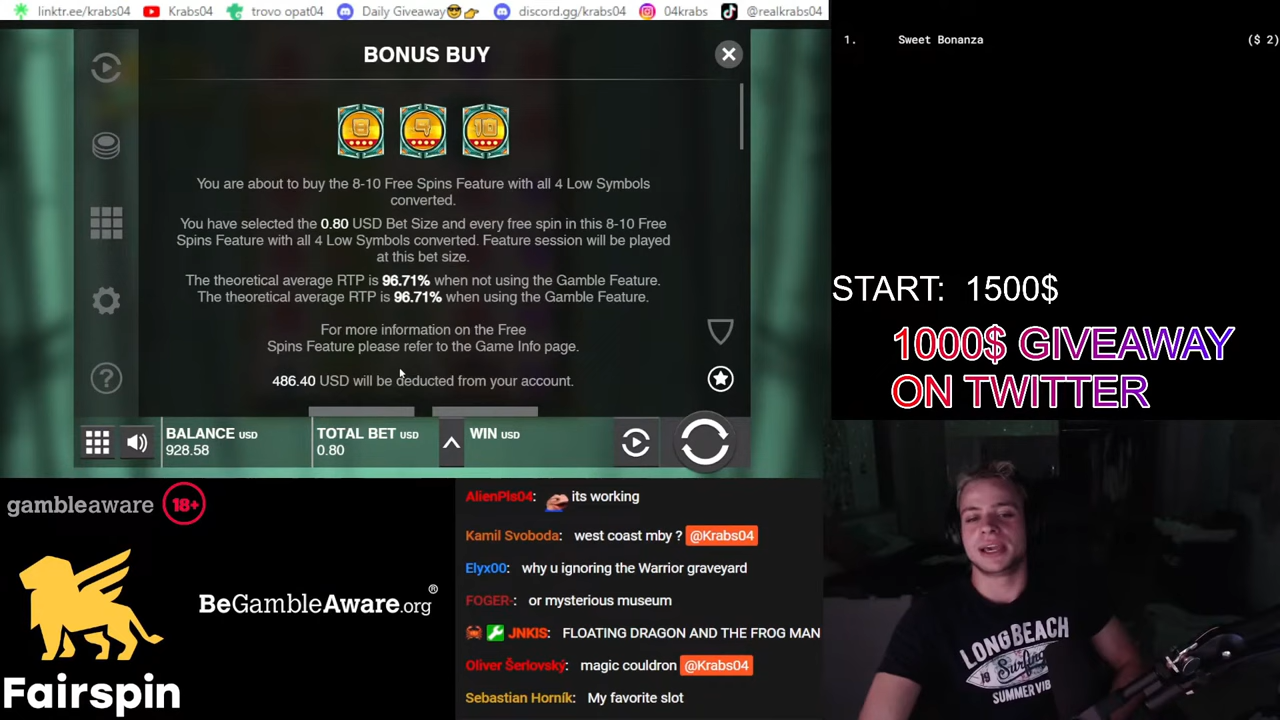 linktr.ee/krabs04 Krabs04 trovo opat04 Daily Giveaway😎👉 discord.gg/krabs04 04krabs @realkrabs04
BONUS BUY
8 9 10
You are about to buy the 8-10 Free Spins Feature with all 4 Low Symbols
converted.
You have selected the 0.80 USD Bet Size and every free spin in this 8-10 Free
Spins Feature with all 4 Low Symbols converted. Feature session will be played
at this bet size.
The theoretical average RTP is 96.71% when not using the Gamble Feature.
The theoretical average RTP is 96.71% when using the Gamble Feature.
For more information on the Free
Spins Feature please refer to the Game Info page.
486.40 USD will be deducted from your account.
BALANCE USD
928.58
TOTAL BET USD
0.80
WIN USD
1. Sweet Bonanza ($ 2)
START: 1500$
1000$ GIVEAWAY
ON TWITTER
gambleaware 18+
BeGambleAware.org®
Fairspin
AlienPls04: its working
Kamil Svoboda: west coast mby ? @Krabs04
Elyx00: why u ignoring the Warrior graveyard
FOGER-: or mysterious museum
JNKIS: FLOATING DRAGON AND THE FROG MAN
Oliver Šerlovský: magic couldron @Krabs04
Sebastian Horník: My favorite slot
LONG BEACH
19
Surfing
SUMMER VIB